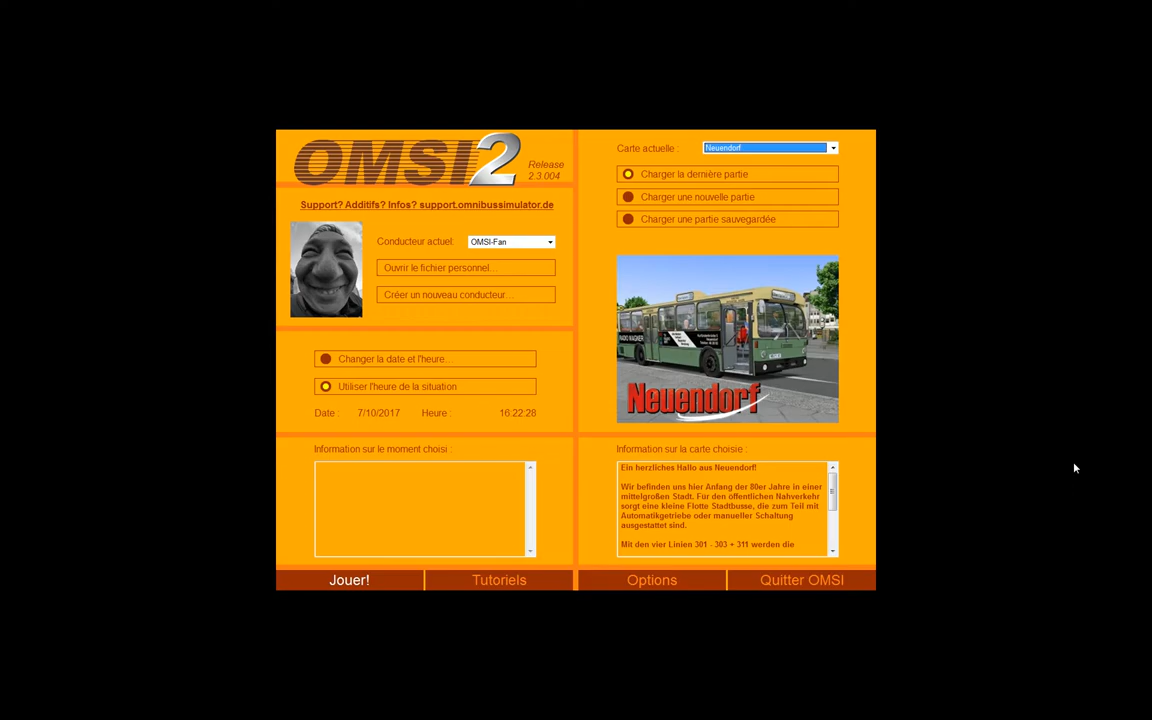 OMSI 2
Release
2.3.004
Support? Additifs? Infos? support.omnibussimulator.de
Conducteur actuel:
OMSI-Fan
Ouvrir le fichier personnel...
Créer un nouveau conducteur...
Changer la date et l'heure...
Utiliser l'heure de la situation
Date : 7/10/2017 Heure : 16:22:28
Information sur le moment choisi :
Carte actuelle : Neuendorf
Charger la dernière partie
Charger une nouvelle partie
Charger une partie sauvegardée
RADIO WAGNER
Neuendorf
Information sur la carte choisie :
Ein herzliches Hallo aus Neuendorf!
Wir befinden uns hier Anfang der 80er Jahre in einer
mittelgroßen Stadt. Für den öffentlichen Nahverkehr
sorgt eine kleine Flotte Stadtbusse, die zum Teil mit
Automatikgetriebe oder manueller Schaltung
ausgestattet sind.
Mit den vier Linien 301 - 303 + 311 werden die
Jouer! Tutoriels Options Quitter OMSI